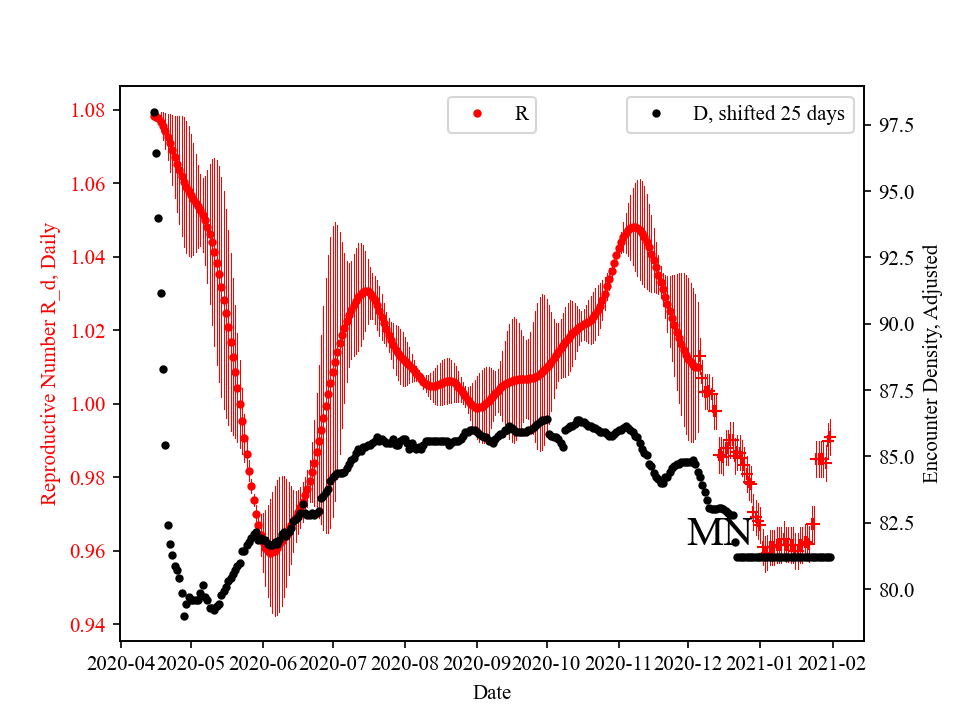 R
D, shifted 25 days
1.08
1.06
1.04
1.02
1.00
0.98
0.96
0.94
Reproductive Number R_d, Daily
97.5
95.0
92.5
90.0
87.5
85.0
82.5
80.0
Encounter Density, Adjusted
MN
2020-04 2020-05 2020-06 2020-07 2020-08 2020-09 2020-10 2020-11 2020-12 2021-01 2021-02
Date